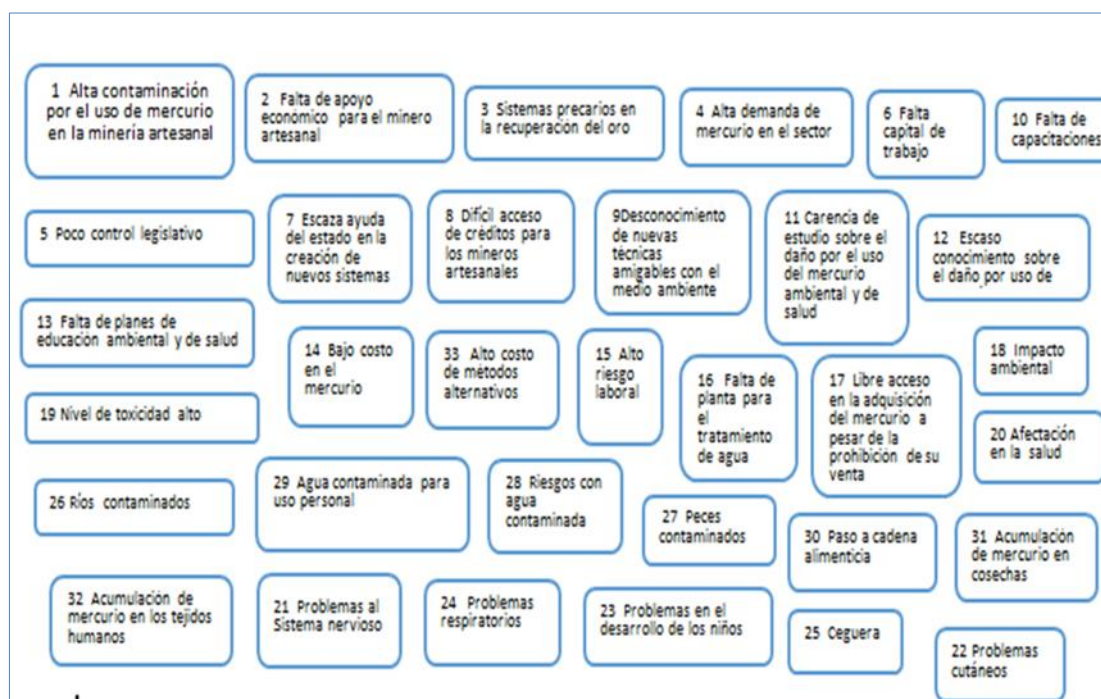 1 Alta contaminación
por el uso de mercurio
en la minería artesanal
2 Falta de apoyo
económico para el minero
artesanal
3 Sistemas precarios en
la recuperación del oro
4 Alta demanda de
mercurio en el sector
6 Falta
capital de
trabajo
10 Falta de
capacitaciones
5 Poco control legislativo
7 Escaza ayuda
del estado en la
creación de
nuevos sistemas
8 Difícil acceso
de créditos para
los mineros
artesanales
9Desconocimiento
de nuevas
técnicas
amigables con el
medio ambiente
11 Carencia de
estudio sobre el
daño por el uso
del mercurio
ambiental y de
salud
12 Escaso
conocimiento sobre
el daño por uso de
13 Falta de planes de
educación ambiental y de salud
14 Bajo costo
en el
mercurio
33 Alto costo
de métodos
alternativos
15 Alto
riesgo
laboral
16 Falta de
planta para
el
tratamiento
de agua
17 Libre acceso
en la adquisición
del mercurio a
pesar de la
prohibición de su
venta
18 Impacto
ambiental
19 Nivel de toxicidad alto
20 Afectación
en la salud
26 Ríos contaminados
29 Agua contaminada para
uso personal
28 Riesgos con
agua
contaminada
27 Peces
contaminados
30 Paso a cadena
alimenticia
31 Acumulación
de mercurio en
cosechas
32 Acumulación de
mercurio en los tejidos
humanos
21 Problemas al
Sistema nervioso
24 Problemas
respiratorios
23 Problemas en el
desarrollo de los niños
25 Ceguera
22 Problemas
cutáneos